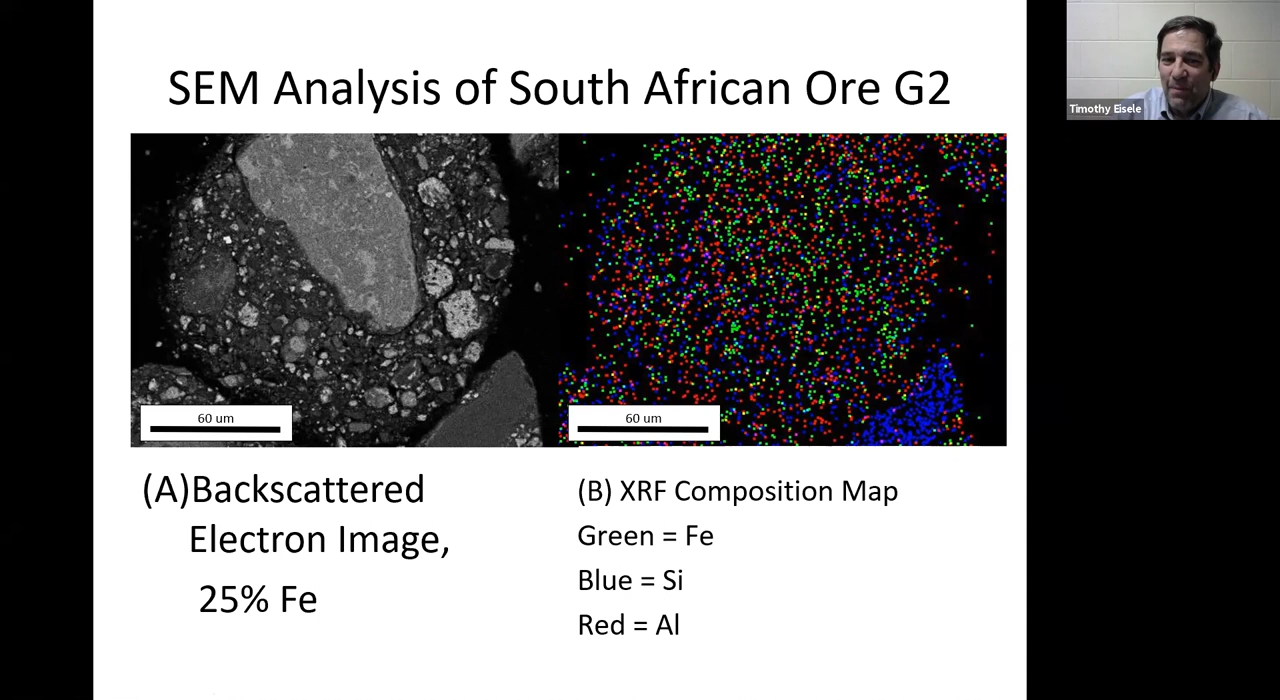 SEM Analysis of South African Ore G2
Timothy Eisele
60 um
60 um
(A)Backscattered
Electron Image,
25% Fe
(B) XRF Composition Map
Green = Fe
Blue = Si
Red = Al